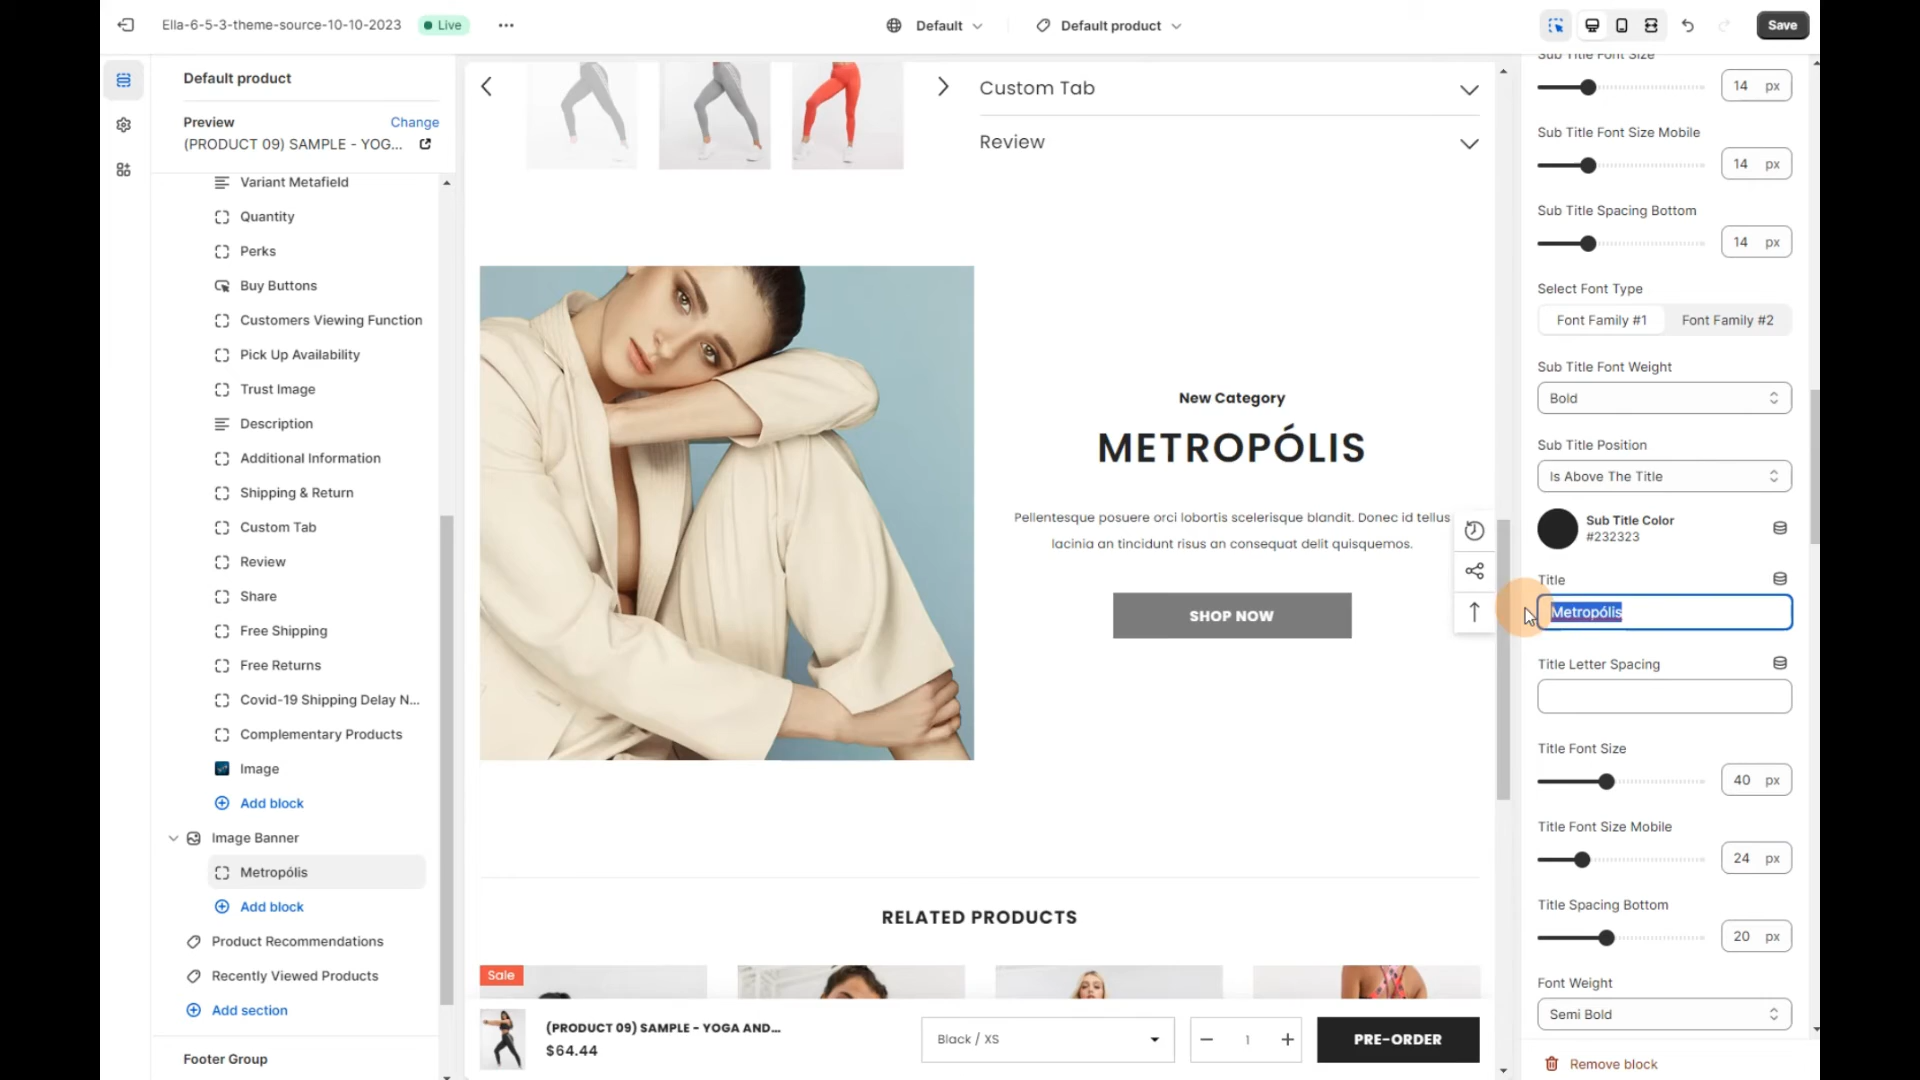 Ella-6-5-3-theme-source-10-10-2023
Live
Default
Default product
Save
Default product
Preview
Change
(PRODUCT 09) SAMPLE - YOG...
Variant Metafield
Quantity
Perks
Buy Buttons
Customers Viewing Function
Pick Up Availability
Trust Image
Description
Additional Information
Shipping & Return
Custom Tab
Review
Share
Free Shipping
Free Returns
Covid-19 Shipping Delay N...
Complementary Products
Image
Add block
Image Banner
Metropólis
Add block
Product Recommendations
Recently Viewed Products
Add section
Footer Group
Custom Tab
Review
New Category
METROPÓLIS
Pellentesque posuere orci lobortis scelerisque blandit. Donec id tellus
lacinia an tincidunt risus an consequat delit quisquemos.
SHOP NOW
RELATED PRODUCTS
Sale
(PRODUCT 09) SAMPLE - YOGA AND...
$64.44
Black / XS
1
PRE-ORDER
Sub Title Font Size
14 px
Sub Title Font Size Mobile
14 px
Sub Title Spacing Bottom
14 px
Select Font Type
Font Family #1
Font Family #2
Sub Title Font Weight
Bold
Sub Title Position
Is Above The Title
Sub Title Color
#232323
Title
Metropólis
Title Letter Spacing
Title Font Size
40 px
Title Font Size Mobile
24 px
Title Spacing Bottom
20 px
Font Weight
Semi Bold
Remove block